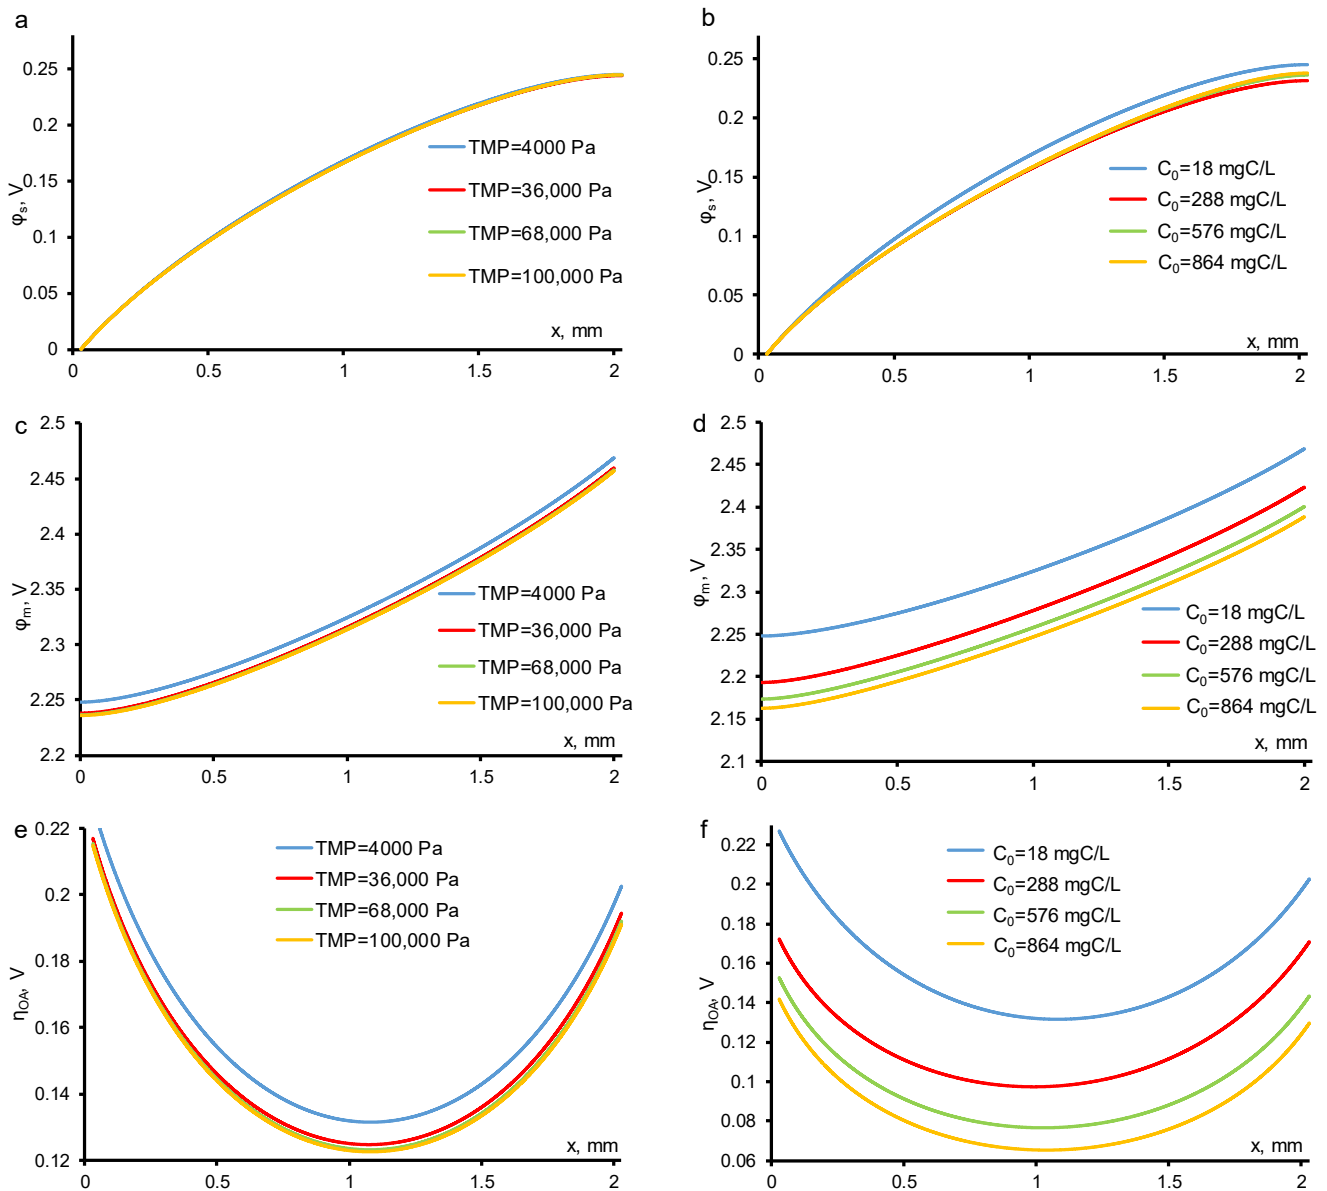 a
φs, V
0.25
0.2
0.15
0.1
0.05
0
TMP=4000 Pa
TMP=36,000 Pa
TMP=68,000 Pa
TMP=100,000 Pa
x, mm
0 0.5 1 1.5 2
b
φs, V
0.25
0.2
0.15
0.1
0.05
0
C0=18 mgC/L
C0=288 mgC/L
C0=576 mgC/L
C0=864 mgC/L
x, mm
0 0.5 1 1.5 2
c
φm, V
2.5
2.45
2.4
2.35
2.3
2.25
2.2
TMP=4000 Pa
TMP=36,000 Pa
TMP=68,000 Pa
TMP=100,000 Pa
x, mm
0 0.5 1 1.5 2
d
φm, V
2.5
2.45
2.4
2.35
2.3
2.25
2.2
2.15
2.1
C0=18 mgC/L
C0=288 mgC/L
C0=576 mgC/L
C0=864 mgC/L
x, mm
0 0.5 1 1.5 2
e
ηOA, V
0.22
0.2
0.18
0.16
0.14
0.12
TMP=4000 Pa
TMP=36,000 Pa
TMP=68,000 Pa
TMP=100,000 Pa
x, mm
0 0.5 1 1.5 2
f
ηOA, V
0.22
0.2
0.18
0.16
0.14
0.12
0.1
0.08
0.06
C0=18 mgC/L
C0=288 mgC/L
C0=576 mgC/L
C0=864 mgC/L
x, mm
0 0.5 1 1.5 2